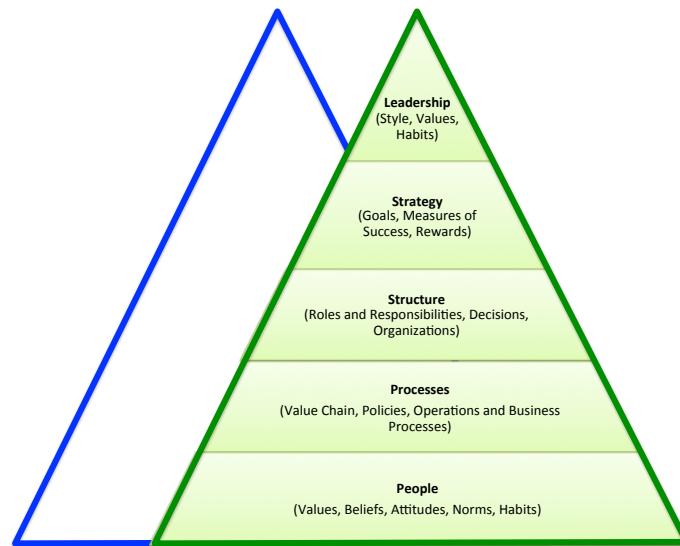 Leadership
(Style, Values,
Habits)
Strategy
(Goals, Measures of
Success, Rewards)
Structure
(Roles and Responsibilities, Decisions,
Organizations)
Processes
(Value Chain, Policies, Operations and Business
Processes)
People
(Values, Beliefs, Attitudes, Norms, Habits)